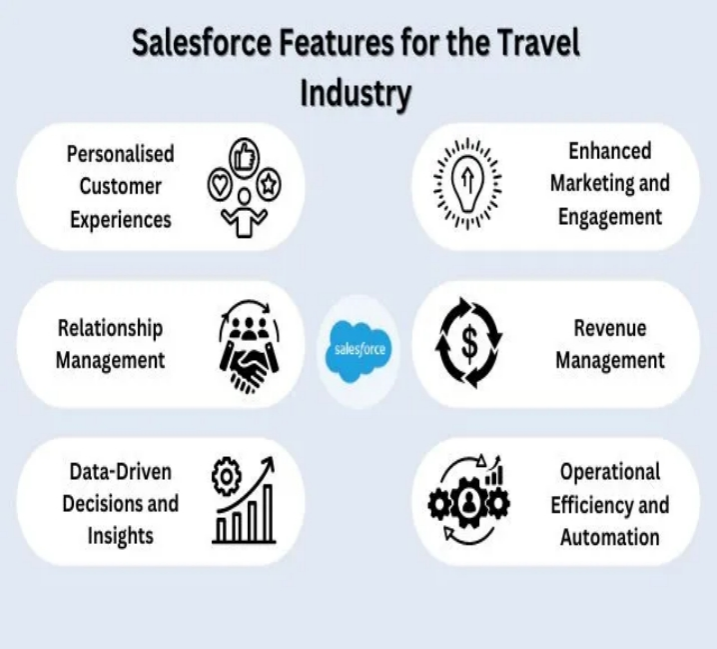 Salesforce Features for the Travel
Industry
Personalised
Customer
Experiences
Enhanced
Marketing and
Engagement
Relationship
Management
salesforce
$
Revenue
Management
Data-Driven
Decisions and
Insights
Operational
Efficiency and
Automation